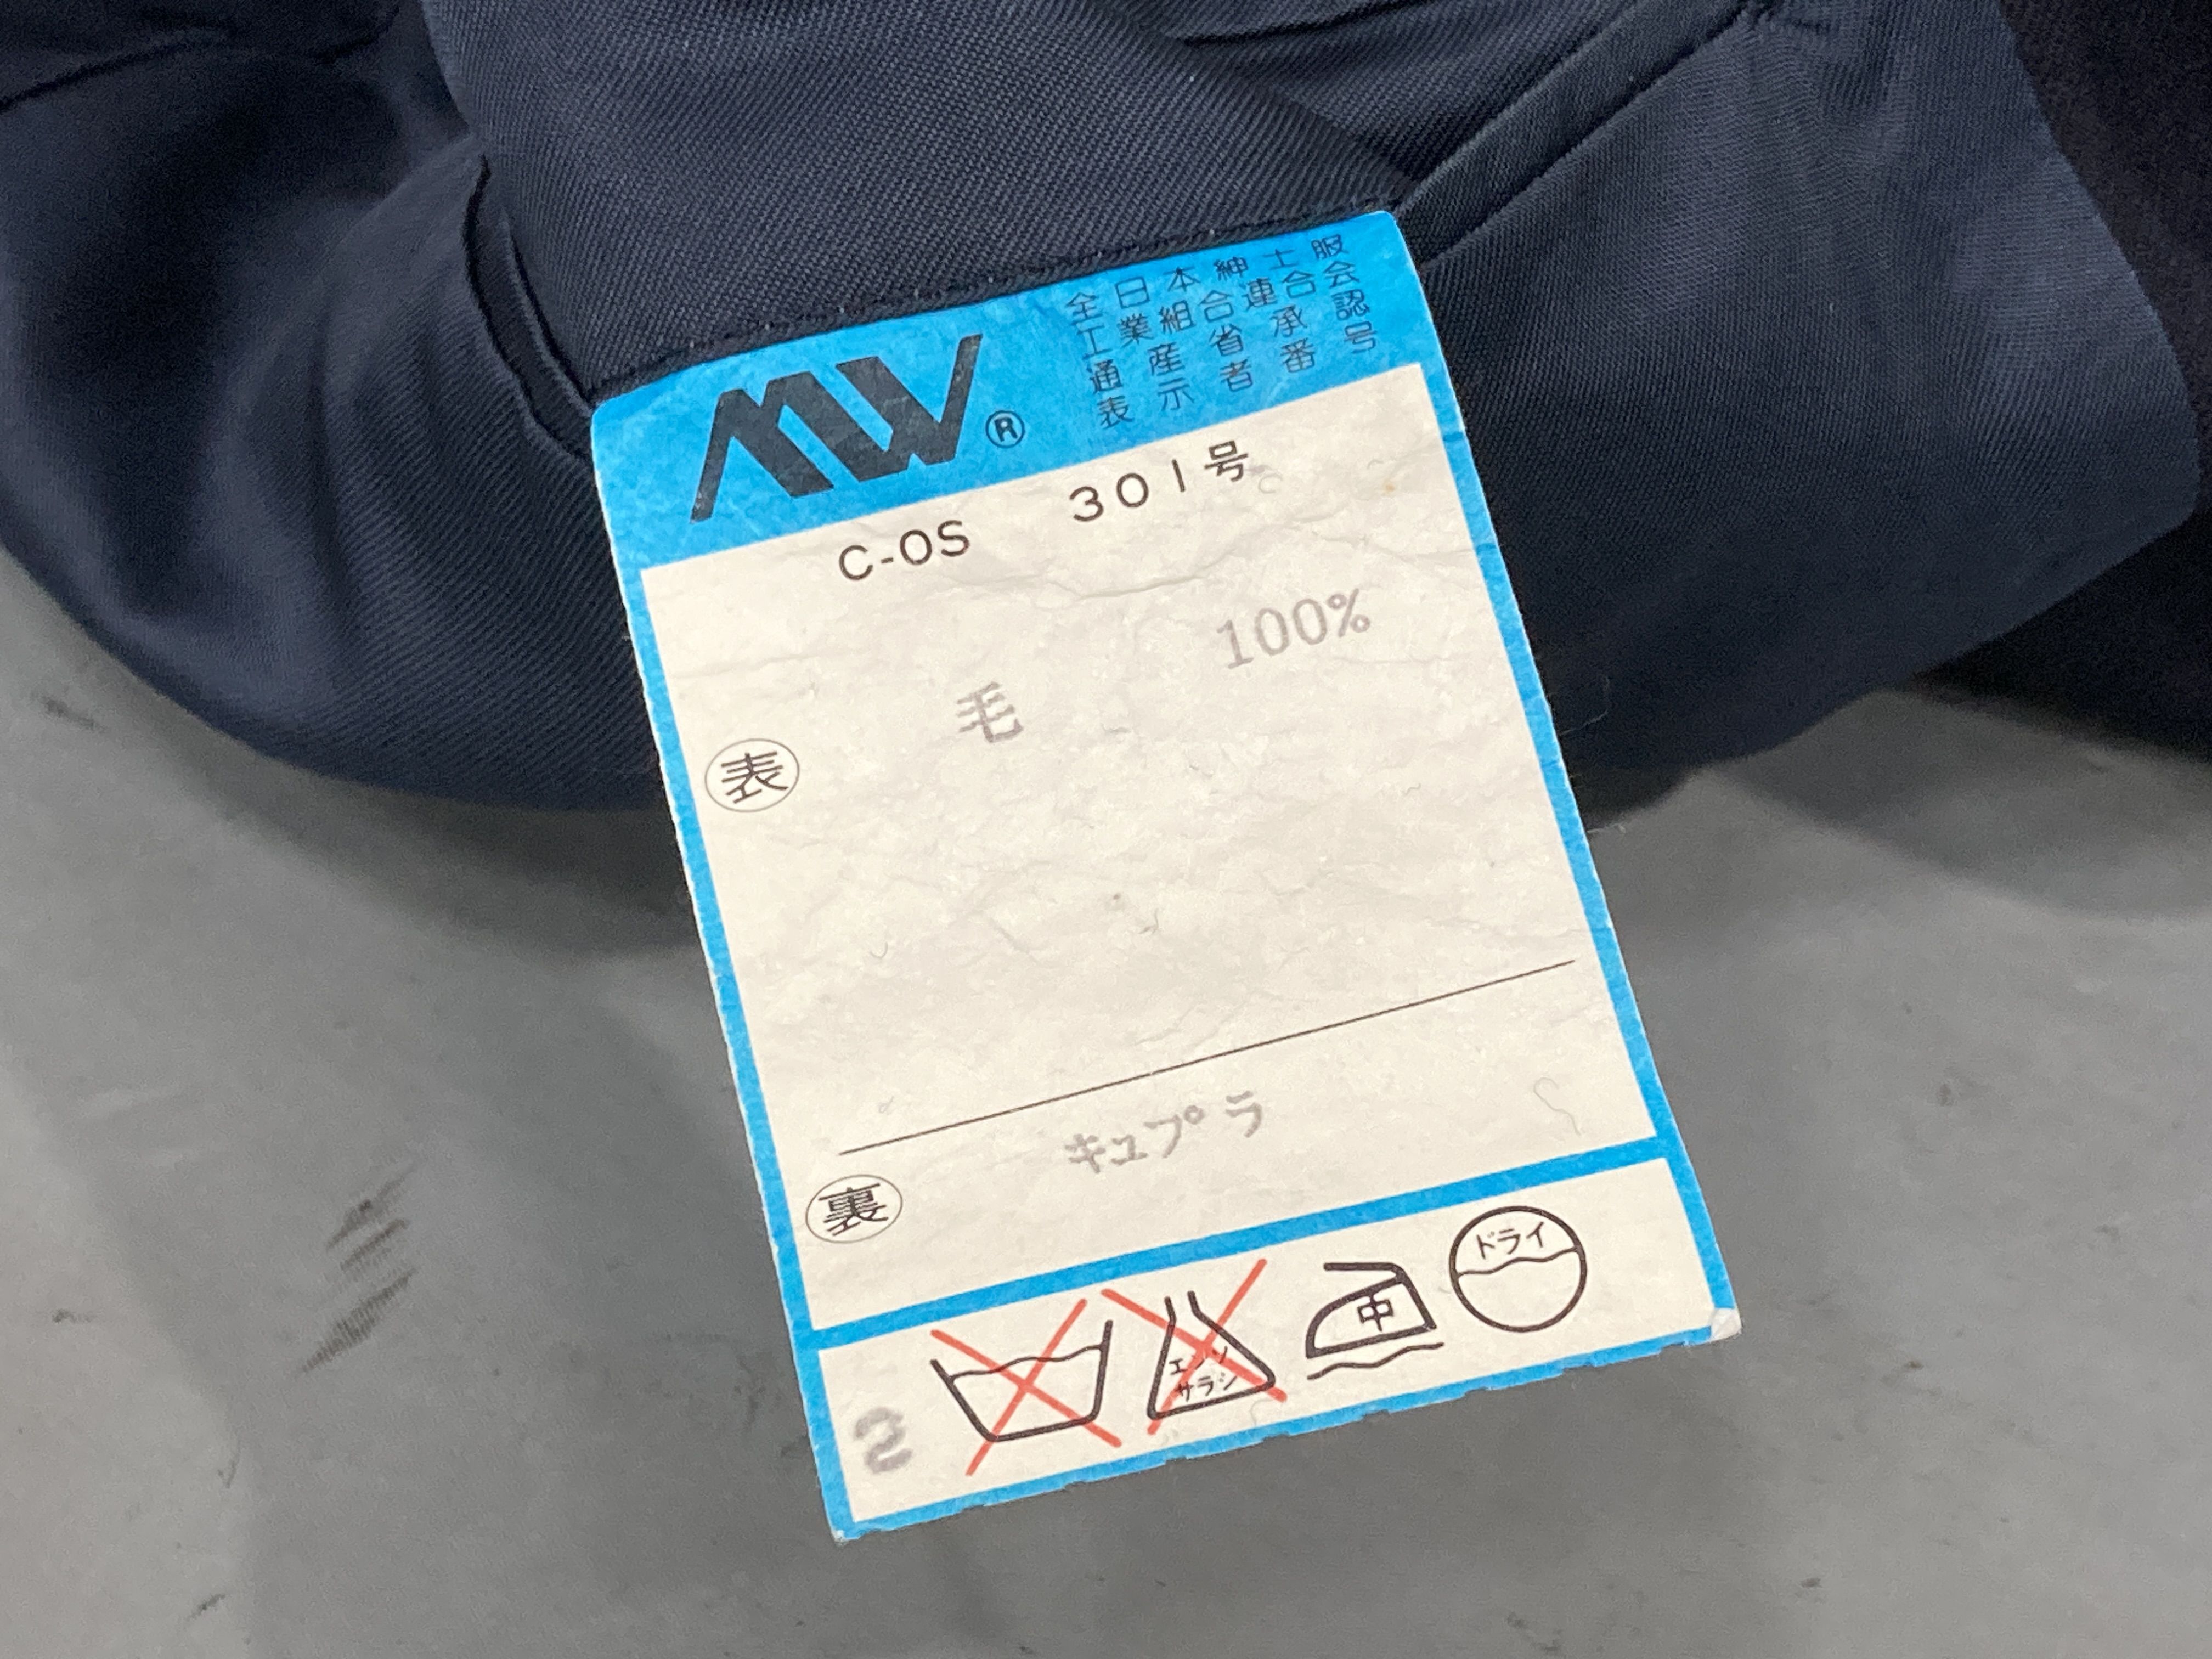 MW®
全日本紳士服
工業組合連合会
通産省承認
表示者番号
C-OS 301号
毛 100%
表
キュプラ
裏
2
エンソ
サラシ
中
ドライ